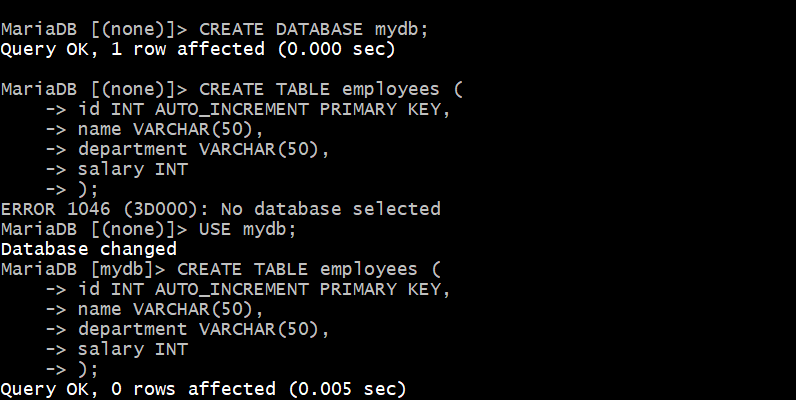 MariaDB [(none)]> CREATE DATABASE mydb;
Query OK, 1 row affected (0.000 sec)
MariaDB [(none)]> CREATE TABLE employees (
    -> id INT AUTO_INCREMENT PRIMARY KEY,
    -> name VARCHAR(50),
    -> department VARCHAR(50),
    -> salary INT
    -> );
ERROR 1046 (3D000): No database selected
MariaDB [(none)]> USE mydb;
Database changed
MariaDB [mydb]> CREATE TABLE employees (
    -> id INT AUTO_INCREMENT PRIMARY KEY,
    -> name VARCHAR(50),
    -> department VARCHAR(50),
    -> salary INT
    -> );
Query OK, 0 rows affected (0.005 sec)